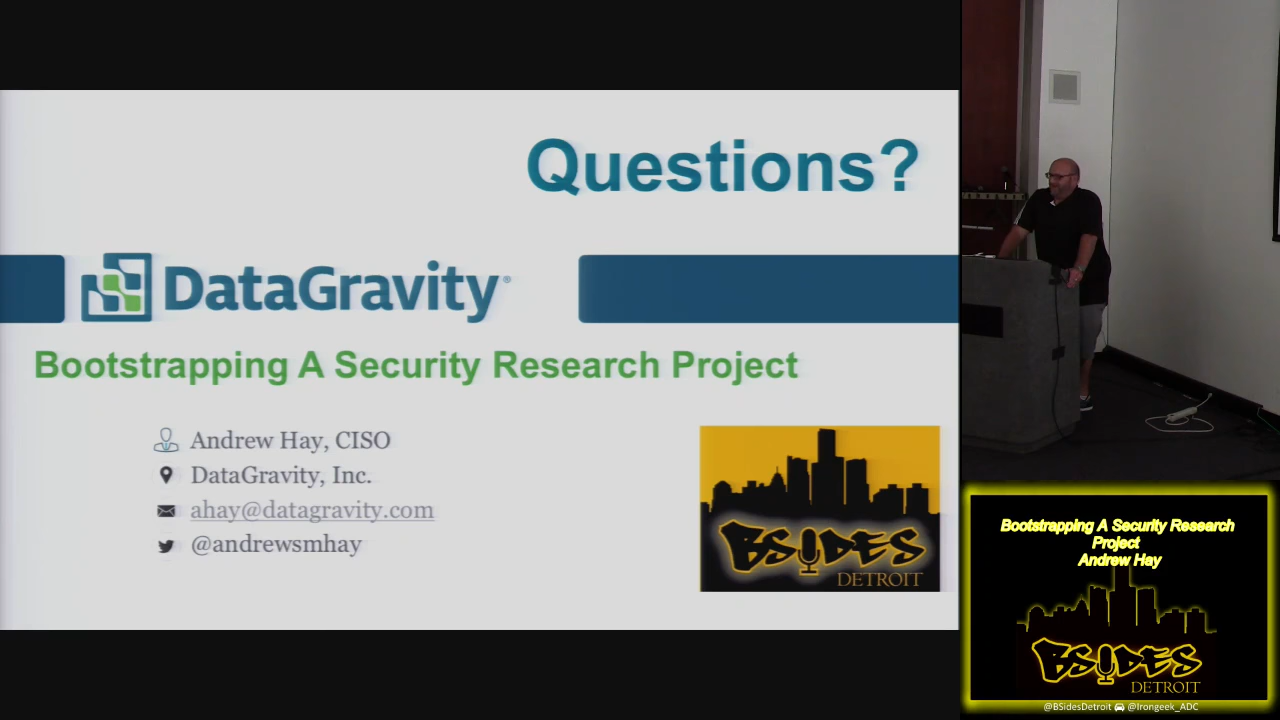 Questions?
DataGravity®
Bootstrapping A Security Research Project
Andrew Hay, CISO
DataGravity, Inc.
ahay@datagravity.com
@andrewsmhay
BSIDES
DETROIT
Bootstrapping A Security Research
Project
Andrew Hay
BSIDES
DETROIT
@BSidesDetroit @Irongeek_ADC